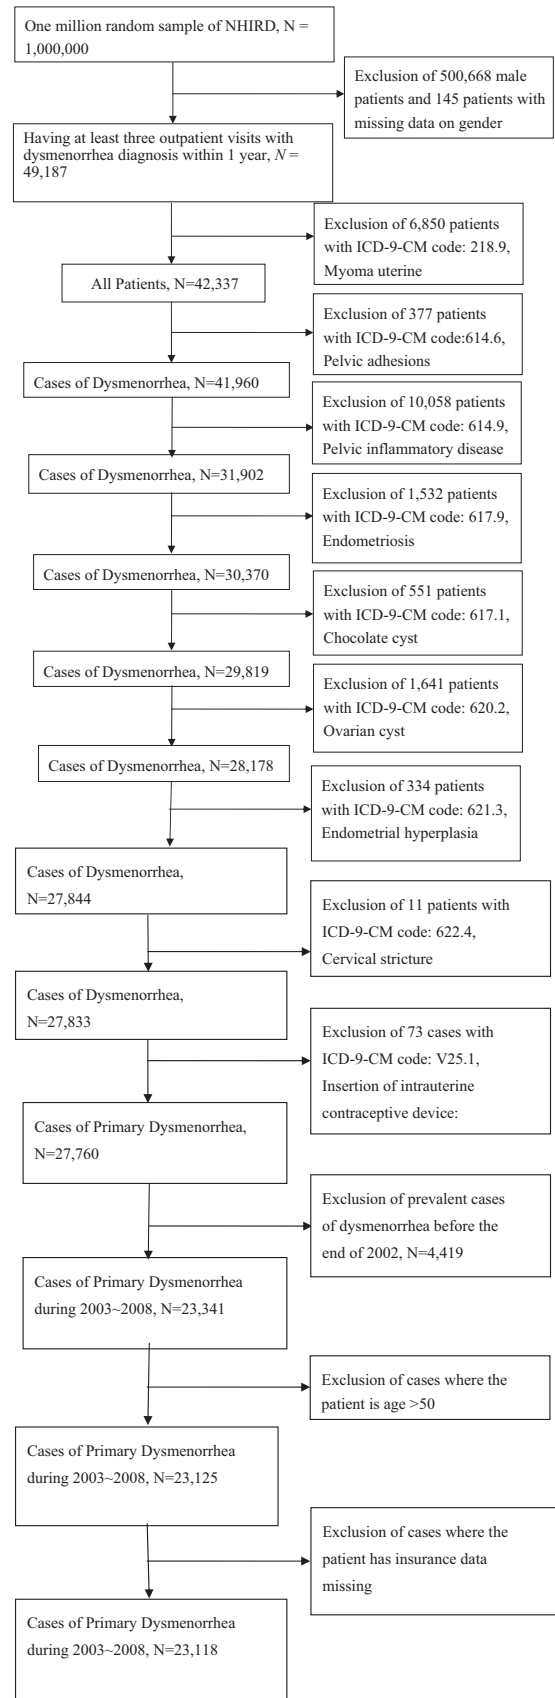 One million random sample of NHIRD, N =
1,000,000
Exclusion of 500,668 male
patients and 145 patients with
missing data on gender
Having at least three outpatient visits with
dysmenorrhea diagnosis within 1 year, N =
49,187
Exclusion of 6,850 patients
with ICD-9-CM code: 218.9,
Myoma uterine
All Patients, N=42,337
Exclusion of 377 patients
with ICD-9-CM code:614.6,
Pelvic adhesions
Cases of Dysmenorrhea, N=41,960
Exclusion of 10,058 patients
with ICD-9-CM code: 614.9,
Pelvic inflammatory disease
Cases of Dysmenorrhea, N=31,902
Exclusion of 1,532 patients
with ICD-9-CM code: 617.9,
Endometriosis
Cases of Dysmenorrhea, N=30,370
Exclusion of 551 patients
with ICD-9-CM code: 617.1,
Chocolate cyst
Cases of Dysmenorrhea, N=29,819
Exclusion of 1,641 patients
with ICD-9-CM code: 620.2,
Ovarian cyst
Cases of Dysmenorrhea, N=28,178
Exclusion of 334 patients
with ICD-9-CM code: 621.3,
Endometrial hyperplasia
Cases of Dysmenorrhea,
N=27,844
Exclusion of 11 patients with
ICD-9-CM code: 622.4,
Cervical stricture
Cases of Dysmenorrhea,
N=27,833
Exclusion of 73 cases with
ICD-9-CM code: V25.1,
Insertion of intrauterine
contraceptive device:
Cases of Primary Dysmenorrhea,
N=27,760
Exclusion of prevalent cases
of dysmenorrhea before the
end of 2002, N=4,419
Cases of Primary Dysmenorrhea
during 2003~2008, N=23,341
Exclusion of cases where the
patient is age >50
Cases of Primary Dysmenorrhea
during 2003~2008, N=23,125
Exclusion of cases where the
patient has insurance data
missing
Cases of Primary Dysmenorrhea
during 2003~2008, N=23,118